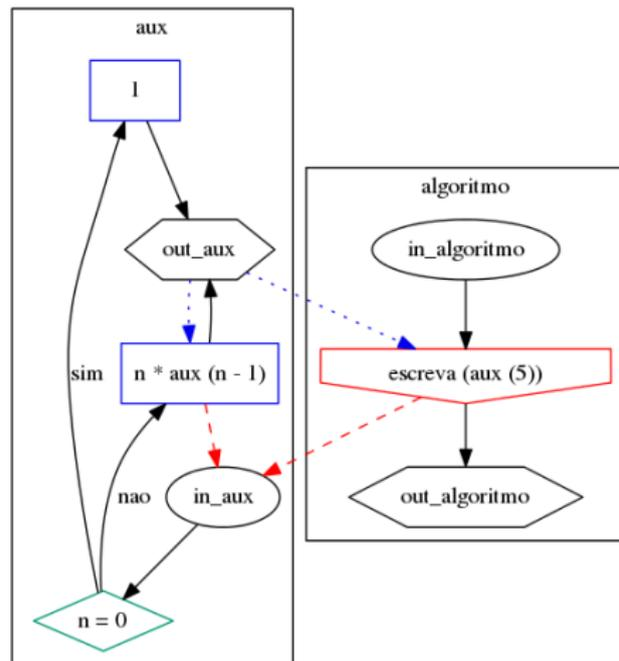 aux
1
out_aux
n * aux (n - 1)
sim
nao
in_aux
n = 0
algoritmo
in_algoritmo
escreva (aux (5))
out_algoritmo